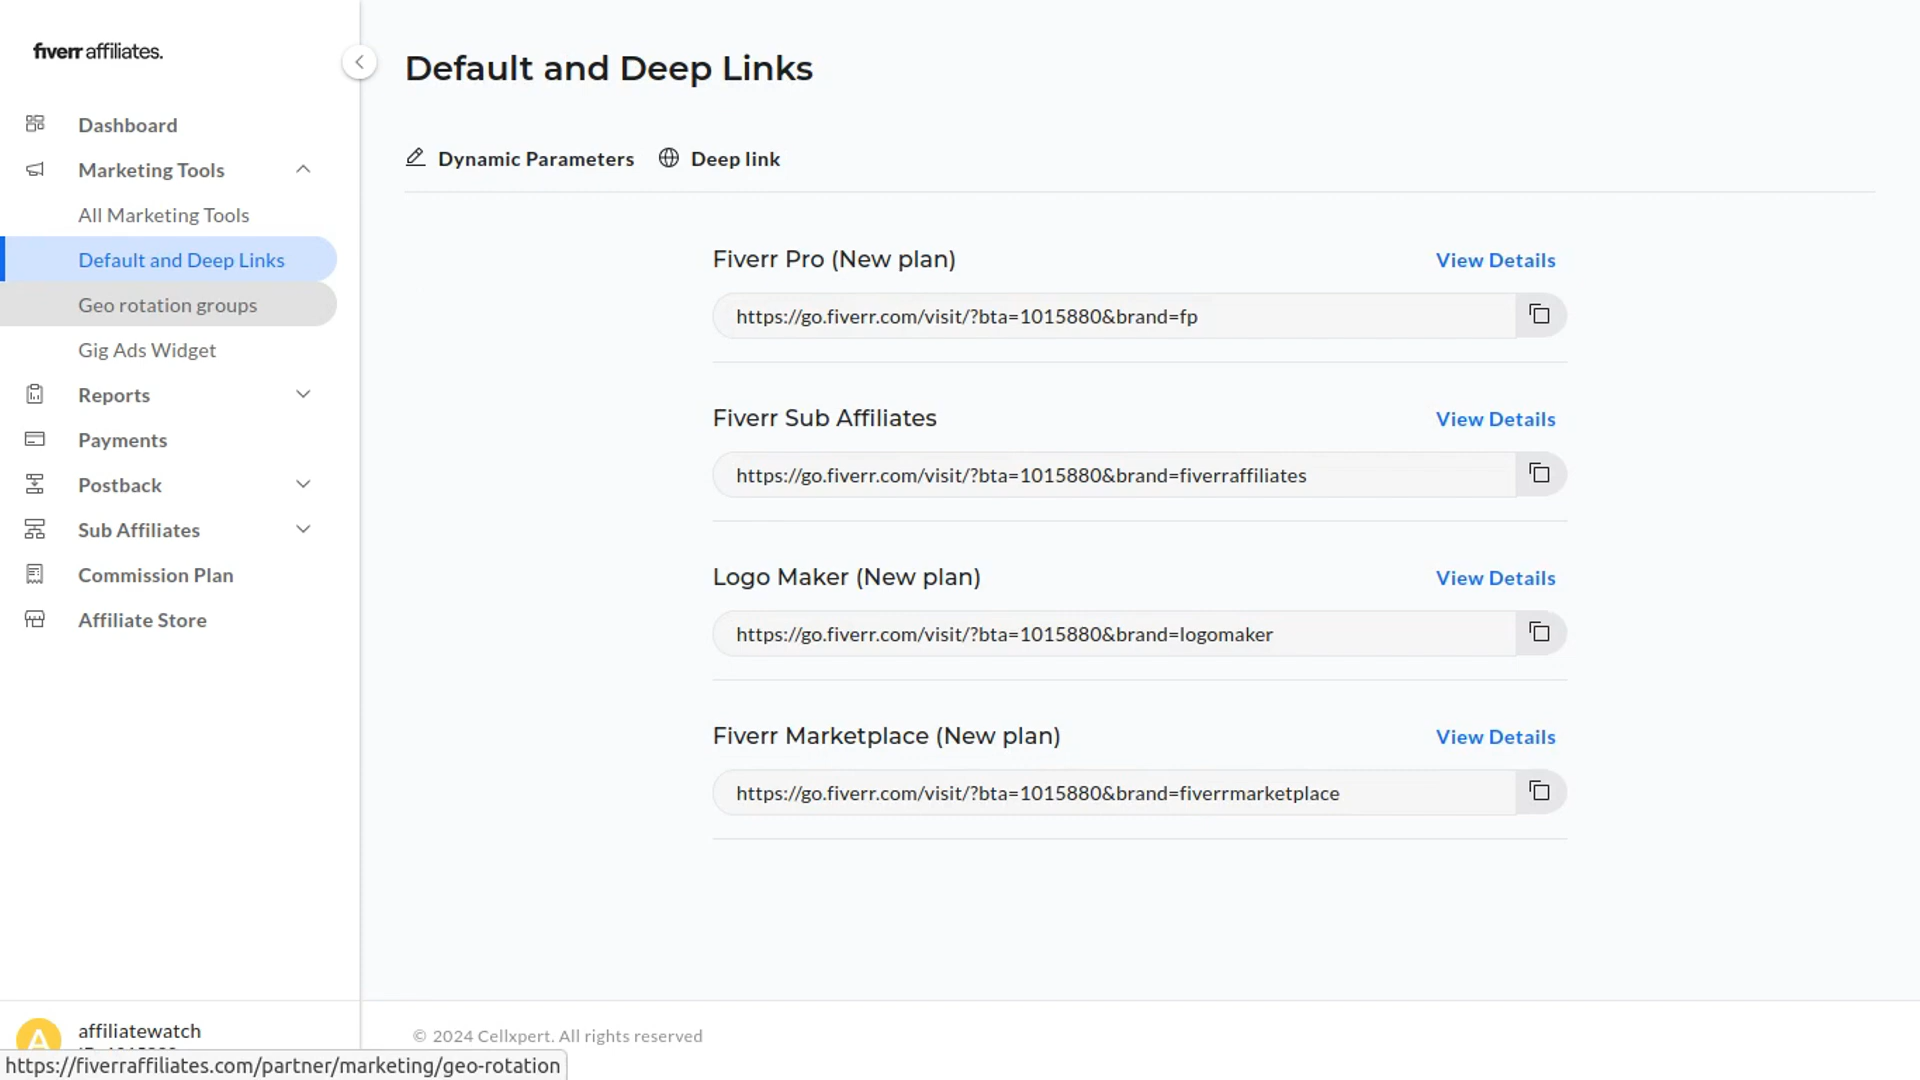 fiverr affiliates.
Dashboard
Marketing Tools
All Marketing Tools
Default and Deep Links
Geo rotation groups
Gig Ads Widget
Reports
Payments
Postback
Sub Affiliates
Commission Plan
Affiliate Store
A
affiliatewatch
https://fiverraffiliates.com/partner/marketing/geo-rotation
Default and Deep Links
Dynamic Parameters Deep link
Fiverr Pro (New plan) View Details
https://go.fiverr.com/visit/?bta=1015880&brand=fp
Fiverr Sub Affiliates View Details
https://go.fiverr.com/visit/?bta=1015880&brand=fiverraffiliates
Logo Maker (New plan) View Details
https://go.fiverr.com/visit/?bta=1015880&brand=logomaker
Fiverr Marketplace (New plan) View Details
https://go.fiverr.com/visit/?bta=1015880&brand=fiverrmarketplace
© 2024 Cellxpert. All rights reserved